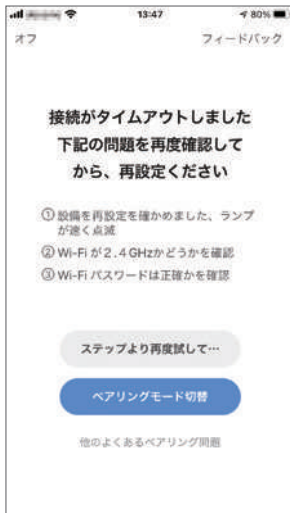 13:47
80%
オフ
フィードバック
接続がタイムアウトしました
下記の問題を再度確認して
から、再設定ください
① 設備を再設定を確かめました、ランプ
が速く点滅
② Wi-Fi が2.4GHzかどうかを確認
③ Wi-Fi パスワードは正確かを確認
ステップより再度試して…
ペアリングモード切替
他のよくあるペアリング問題